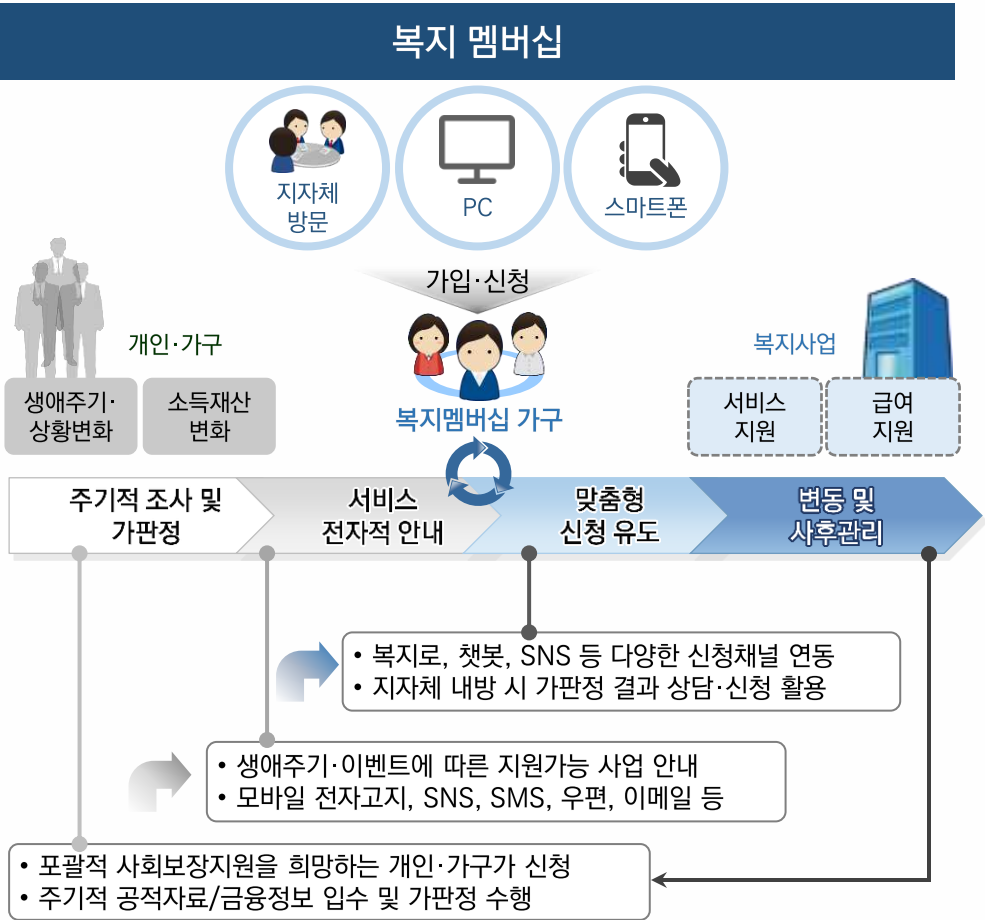 복지 멤버십
지자체
방문
PC
스마트폰
가입·신청
개인·가구
복지사업
생애주기·
상황변화
소득재산
변화
복지멤버십 가구
서비스
지원
급여
지원
주기적 조사 및
가판정
서비스
전자적 안내
맞춤형
신청 유도
변동 및
사후관리
• 복지로, 챗봇, SNS 등 다양한 신청채널 연동
• 지자체 내방 시 가판정 결과 상담·신청 활용
• 생애주기·이벤트에 따른 지원가능 사업 안내
• 모바일 전자고지, SNS, SMS, 우편, 이메일 등
• 포괄적 사회보장지원을 희망하는 개인·가구가 신청
• 주기적 공적자료/금융정보 입수 및 가판정 수행